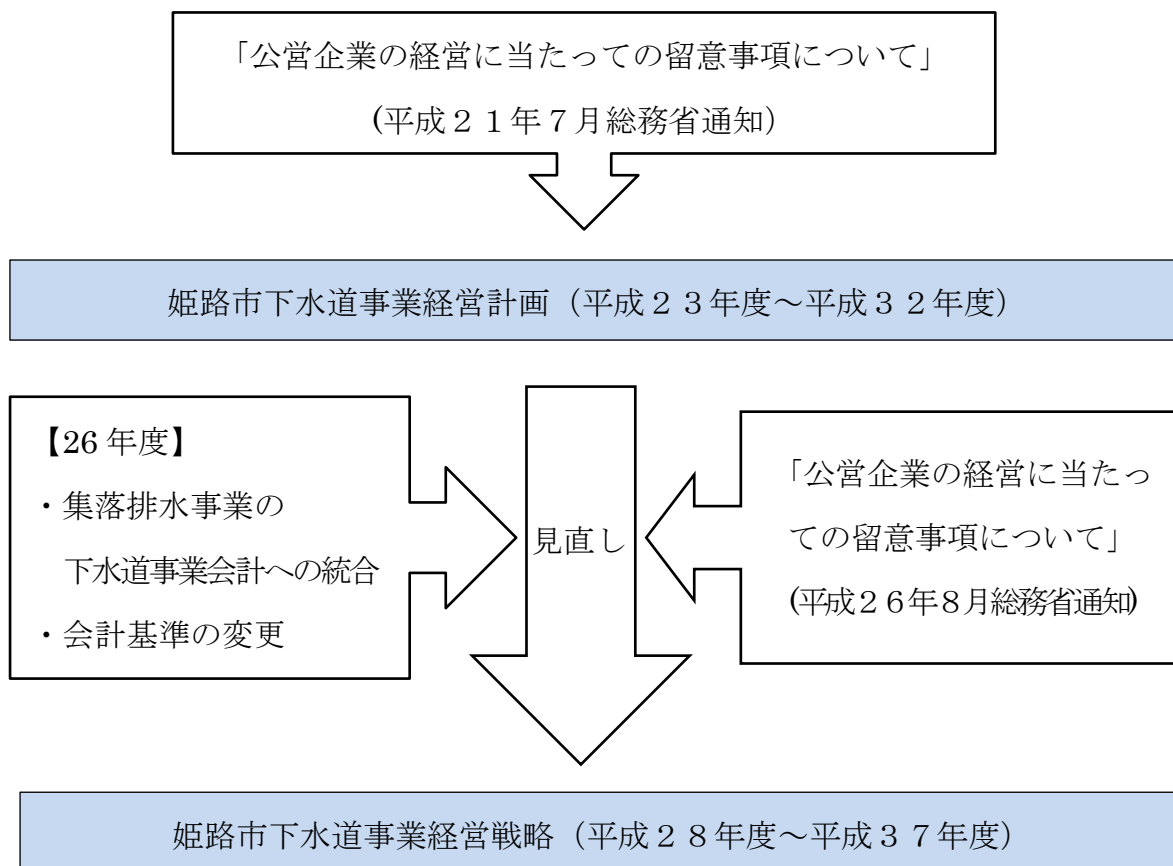 「公営企業の経営に当たっての留意事項について」
(平成２１年７月総務省通知）
姫路市下水道事業経営計画（平成２３年度～平成３２年度）
【26 年度】
・集落排水事業の
下水道事業会計への統合
・会計基準の変更
見直し
「公営企業の経営に当たっ
ての留意事項について」
(平成２６年８月総務省通知)
姫路市下水道事業経営戦略（平成２８年度～平成３７年度）